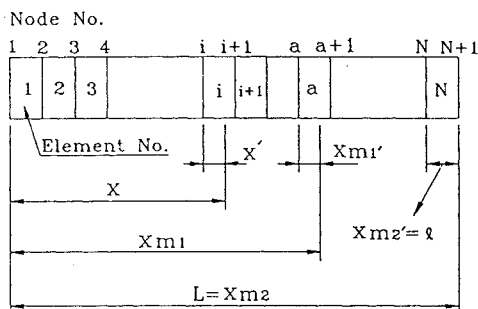 Node No.
1 2 3 4 i i+1 a a+1 N N+1
1 2 3 i i+1 a N
Element No.
X' Xm1'
X
Xm2'=ℓ
Xm1
L=Xm2